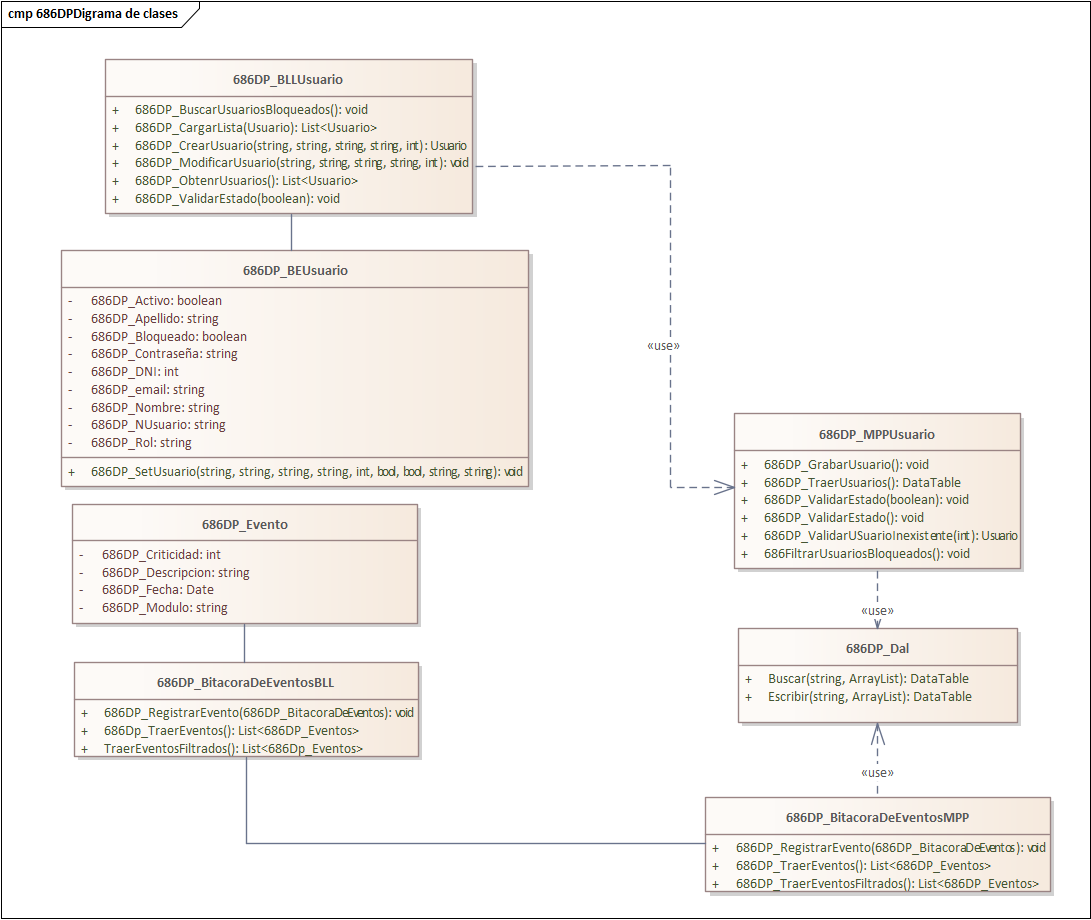 cmp 686DPDigrama de clases
686DP_BLLUsuario
+ 686DP_BuscarUsuariosBloqueados(): void
+ 686DP_CargarLista(Usuario): List<Usuario>
+ 686DP_CrearUsuario(string, string, string, string, int): Usuario
+ 686DP_ModificarUsuario(string, string, string, string, int): void
+ 686DP_ObtenrUsuarios(): List<Usuario>
+ 686DP_ValidarEstado(boolean): void
686DP_BEUsuario
- 686DP_Activo: boolean
- 686DP_Apellido: string
- 686DP_Bloqueado: boolean
- 686DP_Contraseña: string
- 686DP_DNI: int
- 686DP_email: string
- 686DP_Nombre: string
- 686DP_NUsuario: string
- 686DP_Rol: string
+ 686DP_SetUsuario(string, string, string, string, int, bool, bool, string, string): void
«use»
686DP_MPPUsuario
+ 686DP_GrabarUsuario(): void
+ 686DP_TraerUsuarios(): DataTable
+ 686DP_ValidarEstado(boolean): void
+ 686DP_ValidarEstado(): void
+ 686DP_ValidarUSuarioInexistente(int): Usuario
+ 686FiltrarUsuariosBloqueados(): void
686DP_Evento
- 686DP_Criticidad: int
- 686DP_Descripcion: string
- 686DP_Fecha: Date
- 686DP_Modulo: string
«use»
686DP_Dal
+ Buscar(string, ArrayList): DataTable
+ Escribir(string, ArrayList): DataTable
686DP_BitacoraDeEventosBLL
+ 686DP_RegistrarEvento(686DP_BitacoraDeEventos): void
+ 686Dp_TraerEventos(): List<686DP_Eventos>
+ TraerEventosFiltrados(): List<686Dp_Eventos>
«use»
686DP_BitacoraDeEventosMPP
+ 686DP_RegistrarEvento(686DP_BitacoraDeEventos): void
+ 686DP_TraerEventos(): List<686DP_Eventos>
+ 686DP_TraerEventosFiltrados(): List<686DP_Eventos>